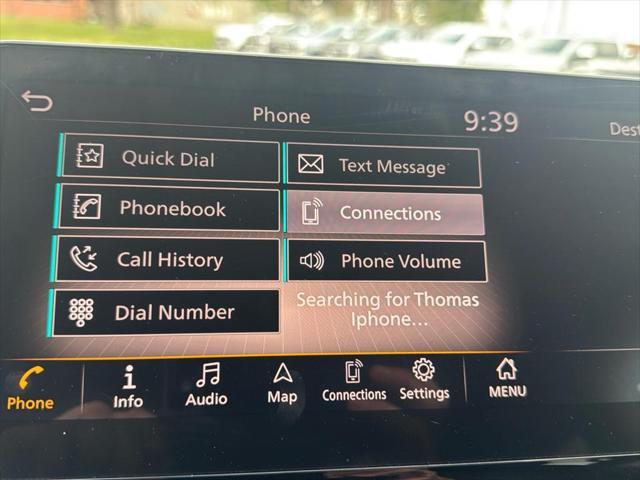 Phone
9:39
Dest
Quick Dial
Text Message
Phonebook
Connections
Call History
Phone Volume
Dial Number
Searching for Thomas
Iphone...
Phone
Info
Audio
Map
Connections
Settings
MENU